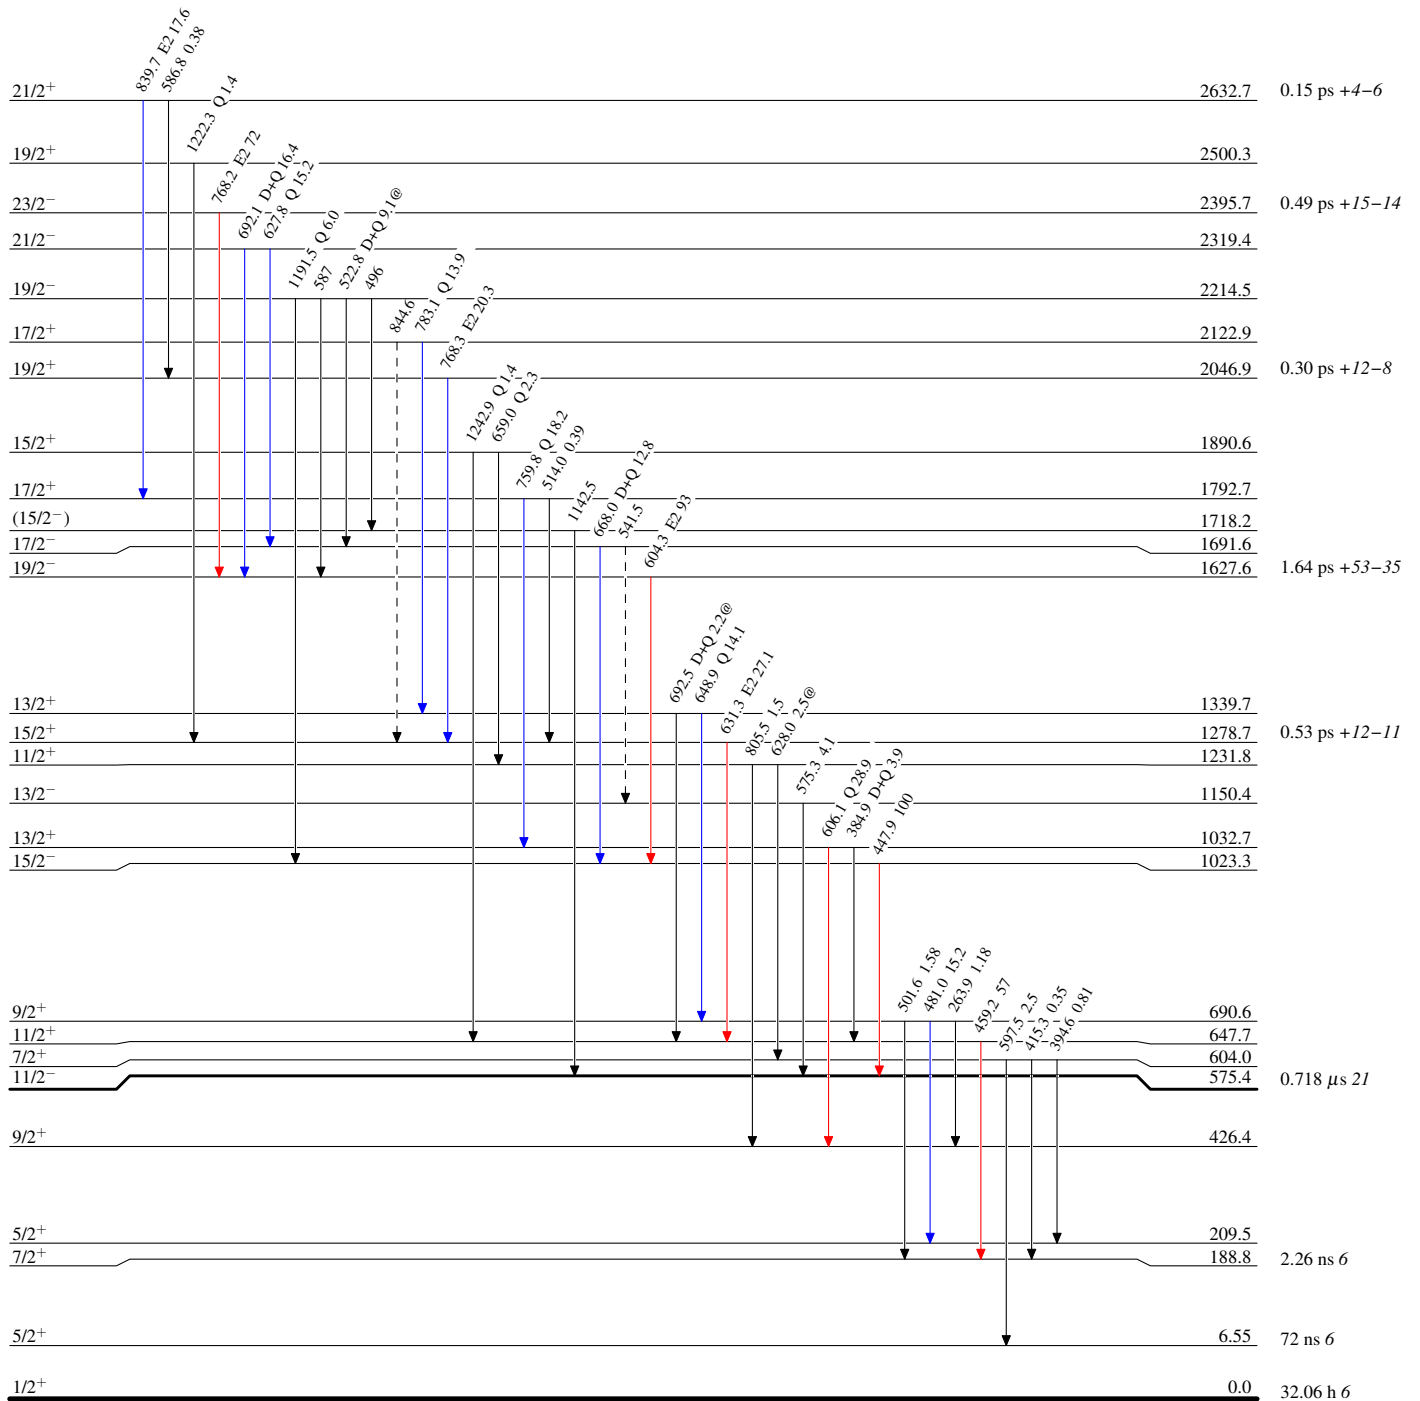 839.7 E2 17.6
586.8 0.38
21/2⁺ 2632.7 0.15 ps +4−6
1222.3 Q 1.4
19/2⁺ 2500.3
768.2 E2 72
23/2⁻ 2395.7 0.49 ps +15−14
692.1 D+Q 16.4
627.8 Q 15.2
21/2⁻ 2319.4
1191.5 Q 6.0
587
522.8 D+Q 9.1@
496
19/2⁻ 2214.5
844.6
783.1 Q 13.9
17/2⁺ 2122.9
768.3 E2 20.3
19/2⁺ 2046.9 0.30 ps +12−8
1242.9 Q 1.4
659.0 Q 2.3
15/2⁺ 1890.6
759.8 Q 18.2
514.0 0.39
17/2⁺ 1792.7
1142.5
(15/2⁻) 1718.2
668.0 D+Q 12.8
541.5
17/2⁻ 1691.6
604.3 E2 93
19/2⁻ 1627.6 1.64 ps +53−35
692.5 D+Q 2.2@
648.9 Q 14.1
13/2⁺ 1339.7
631.3 E2 27.1
15/2⁺ 1278.7 0.53 ps +12−11
805.5 1.5
628.0 2.5@
11/2⁺ 1231.8
575.3 4.1
13/2⁻ 1150.4
606.1 Q 28.9
384.9 D+Q 3.9
13/2⁺ 1032.7
447.9 100
15/2⁻ 1023.3
501.6 1.58
481.0 15.2
263.9 1.18
9/2⁺ 690.6
459.2 57
11/2⁺ 647.7
597.5 2.5
415.3 0.35
394.6 0.81
7/2⁺ 604.0
11/2⁻ 575.4 0.718 μs 21
9/2⁺ 426.4
5/2⁺ 209.5
7/2⁺ 188.8 2.26 ns 6
5/2⁺ 6.55 72 ns 6
1/2⁺ 0.0 32.06 h 6